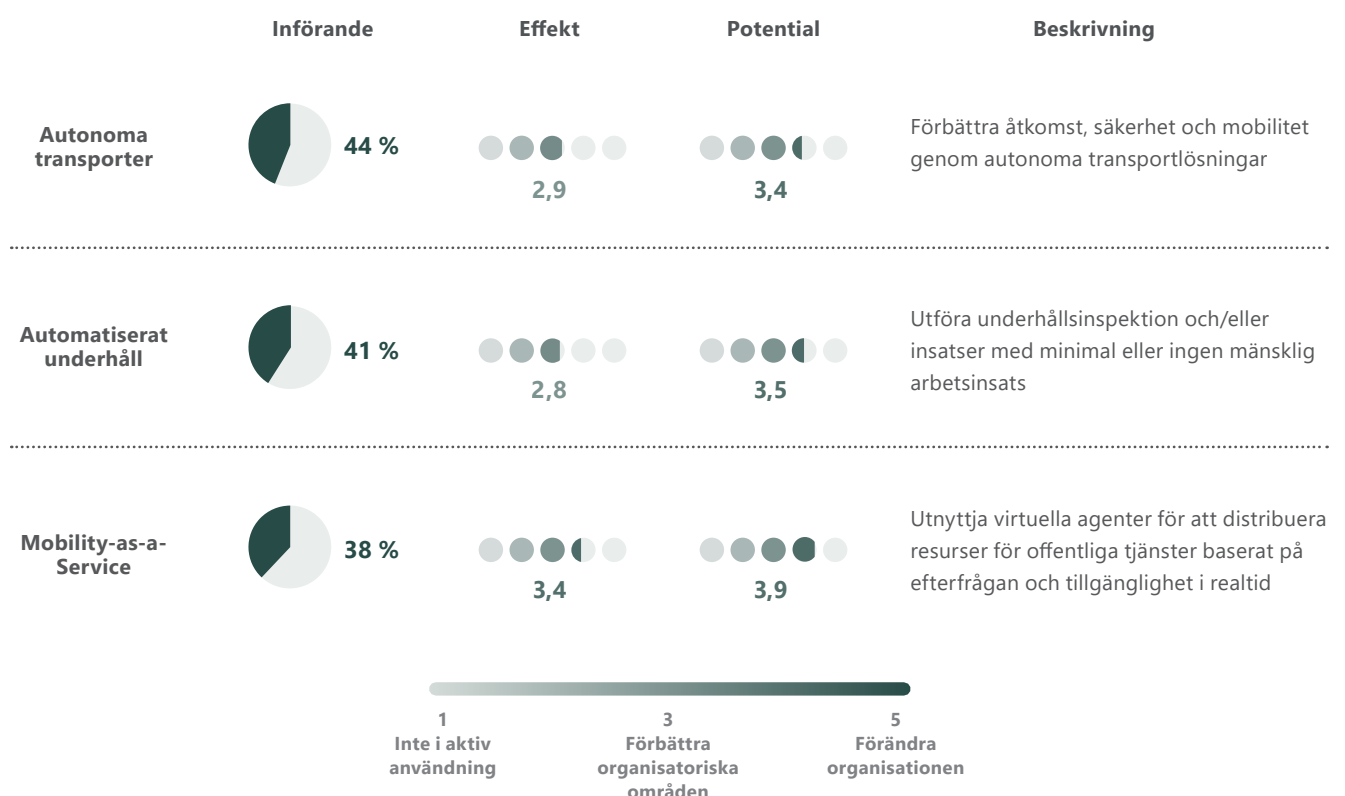 Införande Effekt Potential Beskrivning
Autonoma
transporter
44 %
2,9
3,4
Förbättra åtkomst, säkerhet och mobilitet
genom autonoma transportlösningar
Automatiserat
underhåll
41 %
2,8
3,5
Utföra underhållsinspektion och/eller
insatser med minimal eller ingen mänsklig
arbetsinsats
Mobility-as-a-
Service
38 %
3,4
3,9
Utnyttja virtuella agenter för att distribuera
resurser för offentliga tjänster baserat på
efterfrågan och tillgänglighet i realtid
1
Inte i aktiv
användning
3
Förbättra
organisatoriska
områden
5
Förändra
organisationen